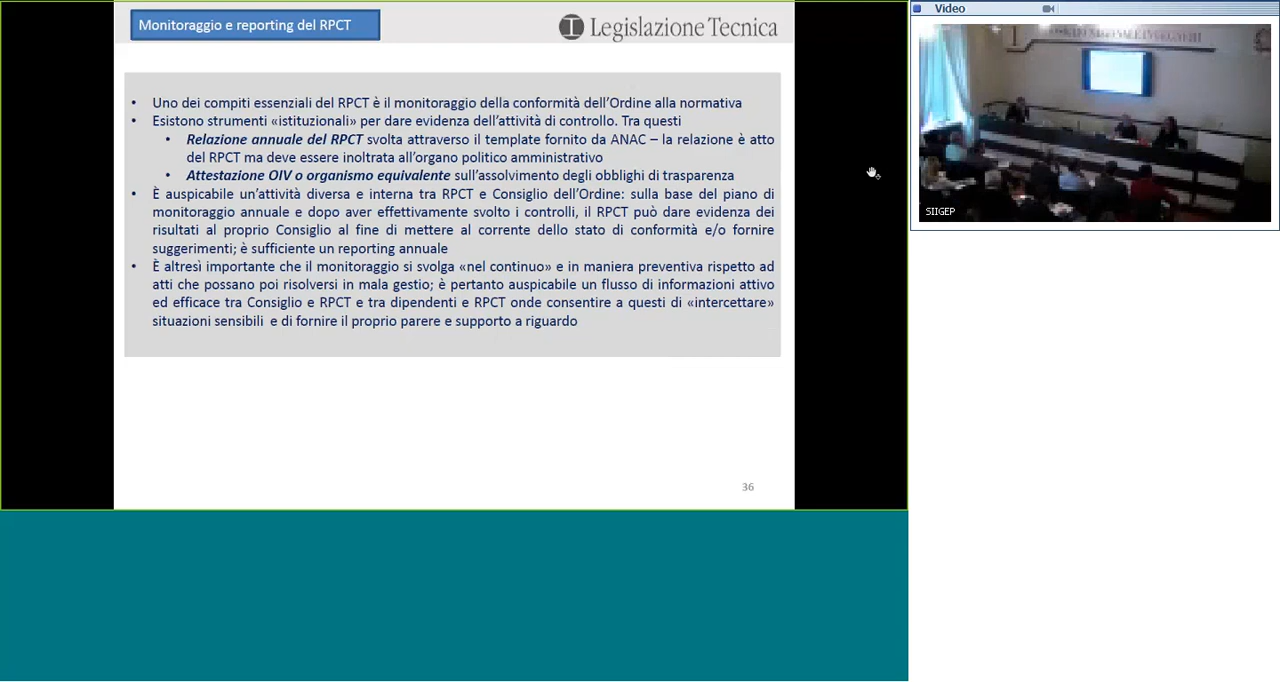 Monitoraggio e reporting del RPCT
Legislazione Tecnica
• Uno dei compiti essenziali del RPCT è il monitoraggio della conformità dell'Ordine alla normativa
• Esistono strumenti «istituzionali» per dare evidenza dell'attività di controllo. Tra questi
• Relazione annuale del RPCT svolta attraverso il template fornito da ANAC – la relazione è atto
del RPCT ma deve essere inoltrata all'organo politico amministrativo
• Attestazione OIV o organismo equivalente sull'assolvimento degli obblighi di trasparenza
• È auspicabile un'attività diversa e interna tra RPCT e Consiglio dell'Ordine: sulla base del piano di
monitoraggio annuale e dopo aver effettivamente svolto i controlli, il RPCT può dare evidenza dei
risultati al proprio Consiglio al fine di mettere al corrente dello stato di conformità e/o fornire
suggerimenti; è sufficiente un reporting annuale
• È altresì importante che il monitoraggio si svolga «nel continuo» e in maniera preventiva rispetto ad
atti che possano poi risolversi in mala gestio; è pertanto auspicabile un flusso di informazioni attivo
ed efficace tra Consiglio e RPCT e tra dipendenti e RPCT onde consentire a questi di «intercettare»
situazioni sensibili e di fornire il proprio parere e supporto a riguardo
36
Video
SIIGEP